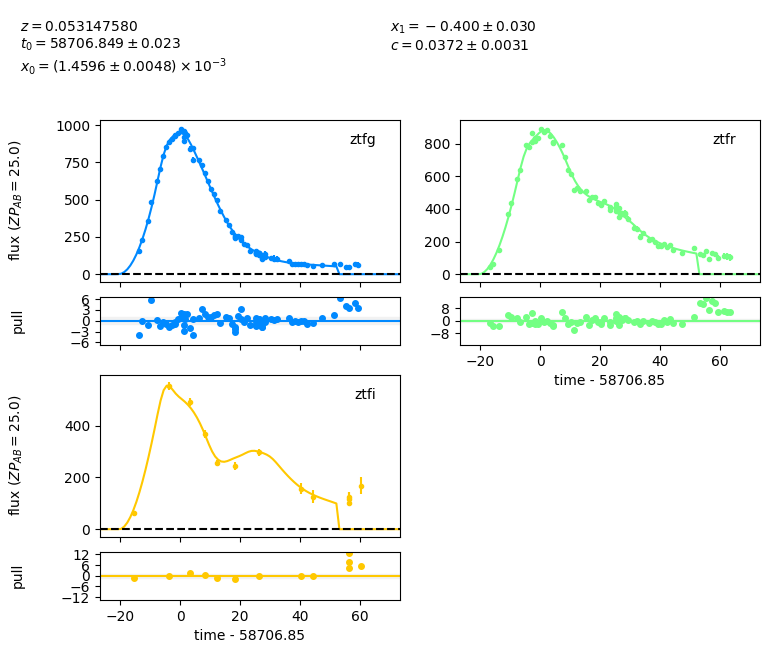 z = 0.053147580
t0 = 58706.849 ± 0.023
x0 = (1.4596 ± 0.0048) × 10^−3
x1 = −0.400 ± 0.030
c = 0.0372 ± 0.0031
flux (ZP_AB = 25.0)
1000
750
500
250
0
ztfg
pull
6
3
0
−3
−6
800
600
400
200
0
ztfr
8
0
−8
−20 0 20 40 60
time - 58706.85
flux (ZP_AB = 25.0)
400
200
0
ztfi
pull
12
6
0
−6
−12
−20 0 20 40 60
time - 58706.85